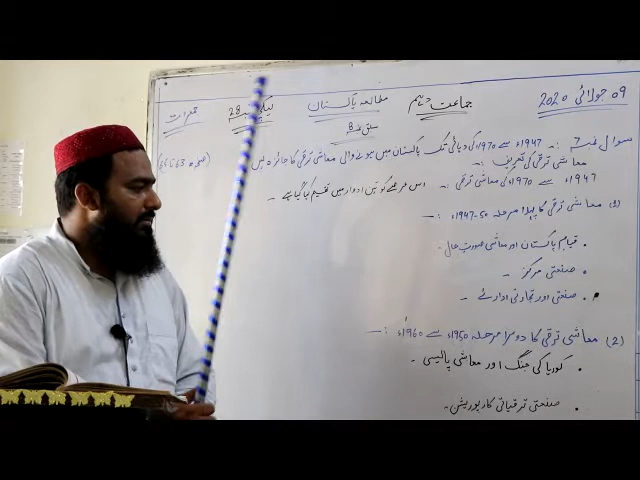 09 جولائی 2020 جماعت دہم مطالعہ پاکستان لیکچر 28
سبق نمبر 8
سوال نمبر 7 :۔ 1947ء سے 1970ء کی دہائی تک پاکستان میں ہونے والی معاشی ترقی کا جائزہ لیں
معاشی ترقی کی تعریف :۔
1947ء سے 1970ء کی معاشی ترقی :۔ اس عرصے کو تین ادوار میں تقسیم کیا گیا ہے ۔
(1) معاشی ترقی کا پہلا مرحلہ 50-1947ء :۔
۔ قیام پاکستان اور معاشی صورتِ حال۔
۔ صنعتی مرکز ۔
۔ صنعتی اور تجارتی ادارے ۔
(2) معاشی ترقی کا دوسرا مرحلہ 1950ء سے 1960ء :۔
۔ کوریا کی جنگ اور معاشی پالیسی ۔
۔ صنعتی ترقیاتی کارپوریشن۔